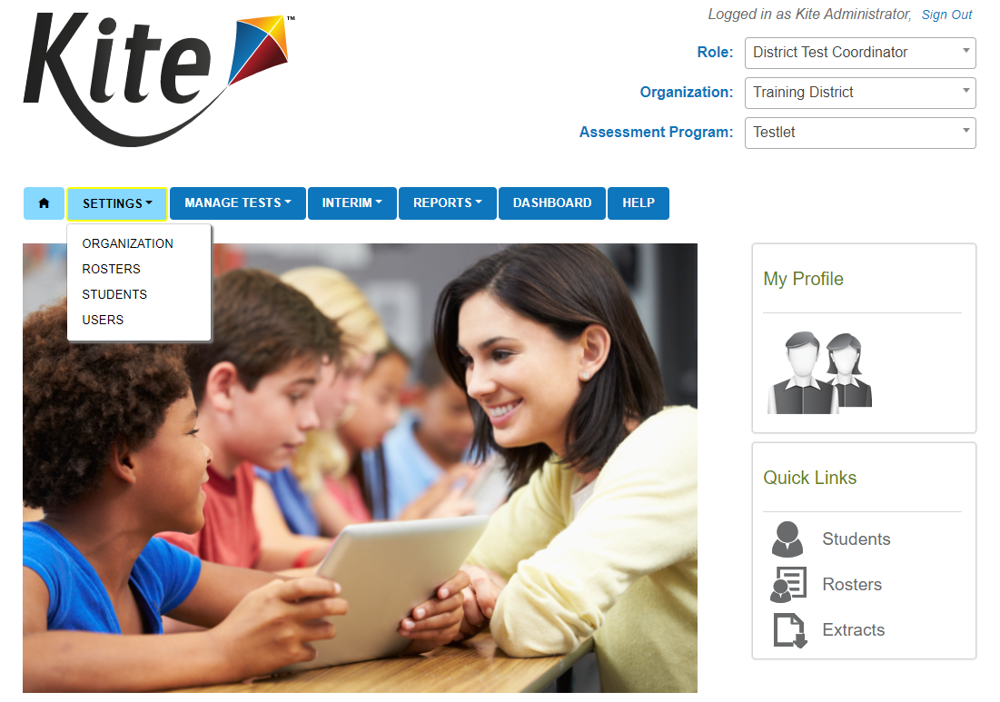 Kite™
Logged in as Kite Administrator, Sign Out
Role: District Test Coordinator
Organization: Training District
Assessment Program: Testlet
SETTINGS MANAGE TESTS INTERIM REPORTS DASHBOARD HELP
ORGANIZATION
ROSTERS
STUDENTS
USERS
My Profile
Quick Links
Students
Rosters
Extracts